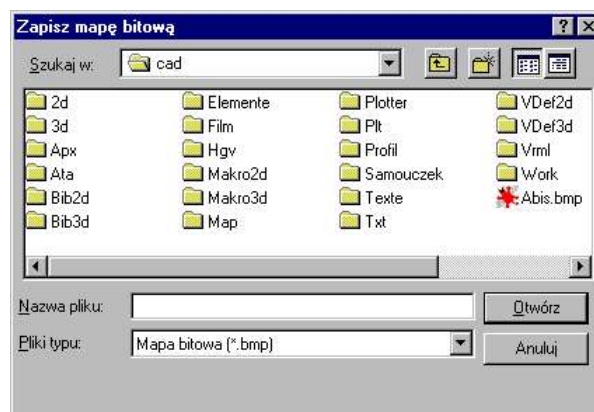 Zapisz mapę bitową
Szukaj w: cad
2d Elemente Plotter VDef2d
3d Film Plt VDef3d
Apx Hgv Profil Vrml
Ata Makro2d Samouczek Work
Bib2d Makro3d Texte Abis.bmp
Bib3d Map Txt
Nazwa pliku: Otwórz
Pliki typu: Mapa bitowa (*.bmp) Anuluj